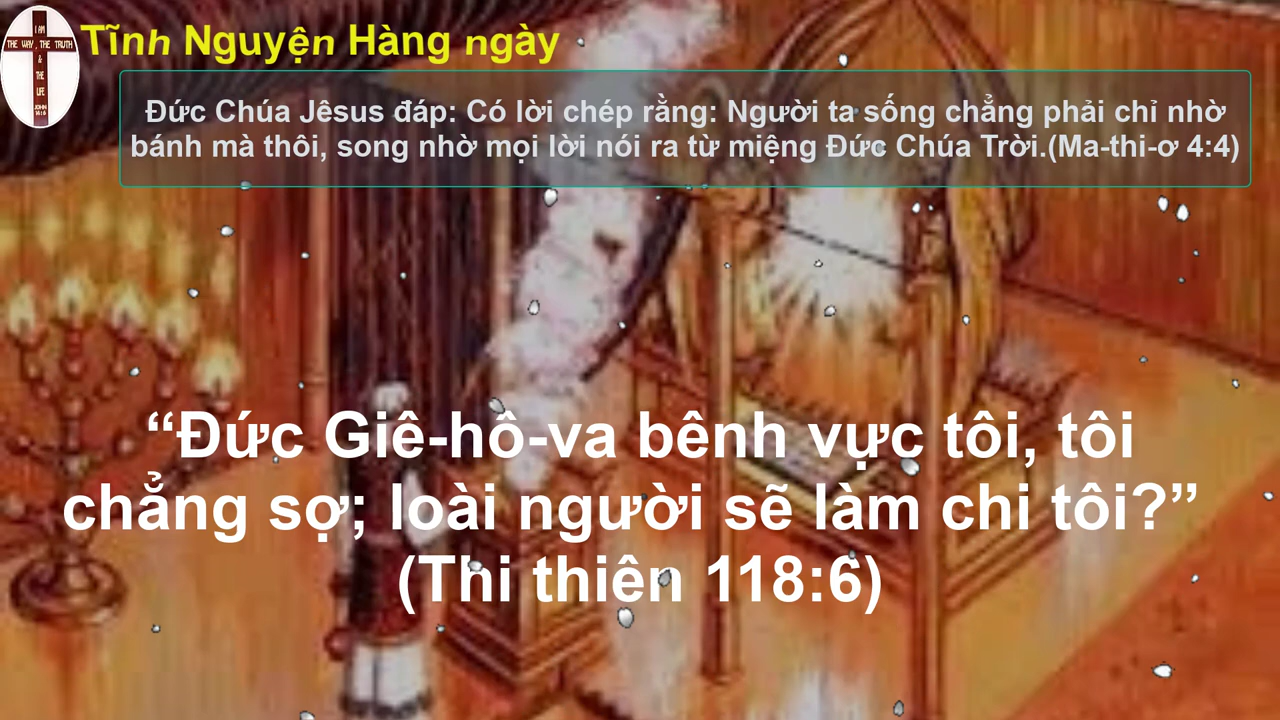 I AM
THE WAY, THE TRUTH
&
THE
LIFE
JOHN
14:6
Tĩnh Nguyện Hàng ngày
Đức Chúa Jêsus đáp: Có lời chép rằng: Người ta sống chẳng phải chỉ nhờ
bánh mà thôi, song nhờ mọi lời nói ra từ miệng Đức Chúa Trời.(Ma-thi-ơ 4:4)
“Đức Giê-hô-va bênh vực tôi, tôi
chẳng sợ; loài người sẽ làm chi tôi?”
(Thi thiên 118:6)